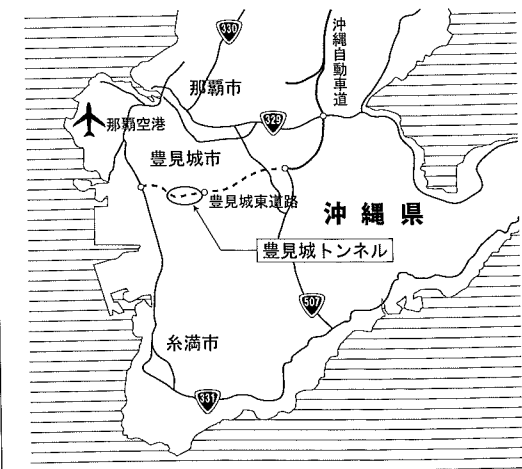 330
沖縄自動車道
那覇市
329
那覇空港
豊見城市
豊見城東道路
沖縄県
豊見城トンネル
507
糸満市
331